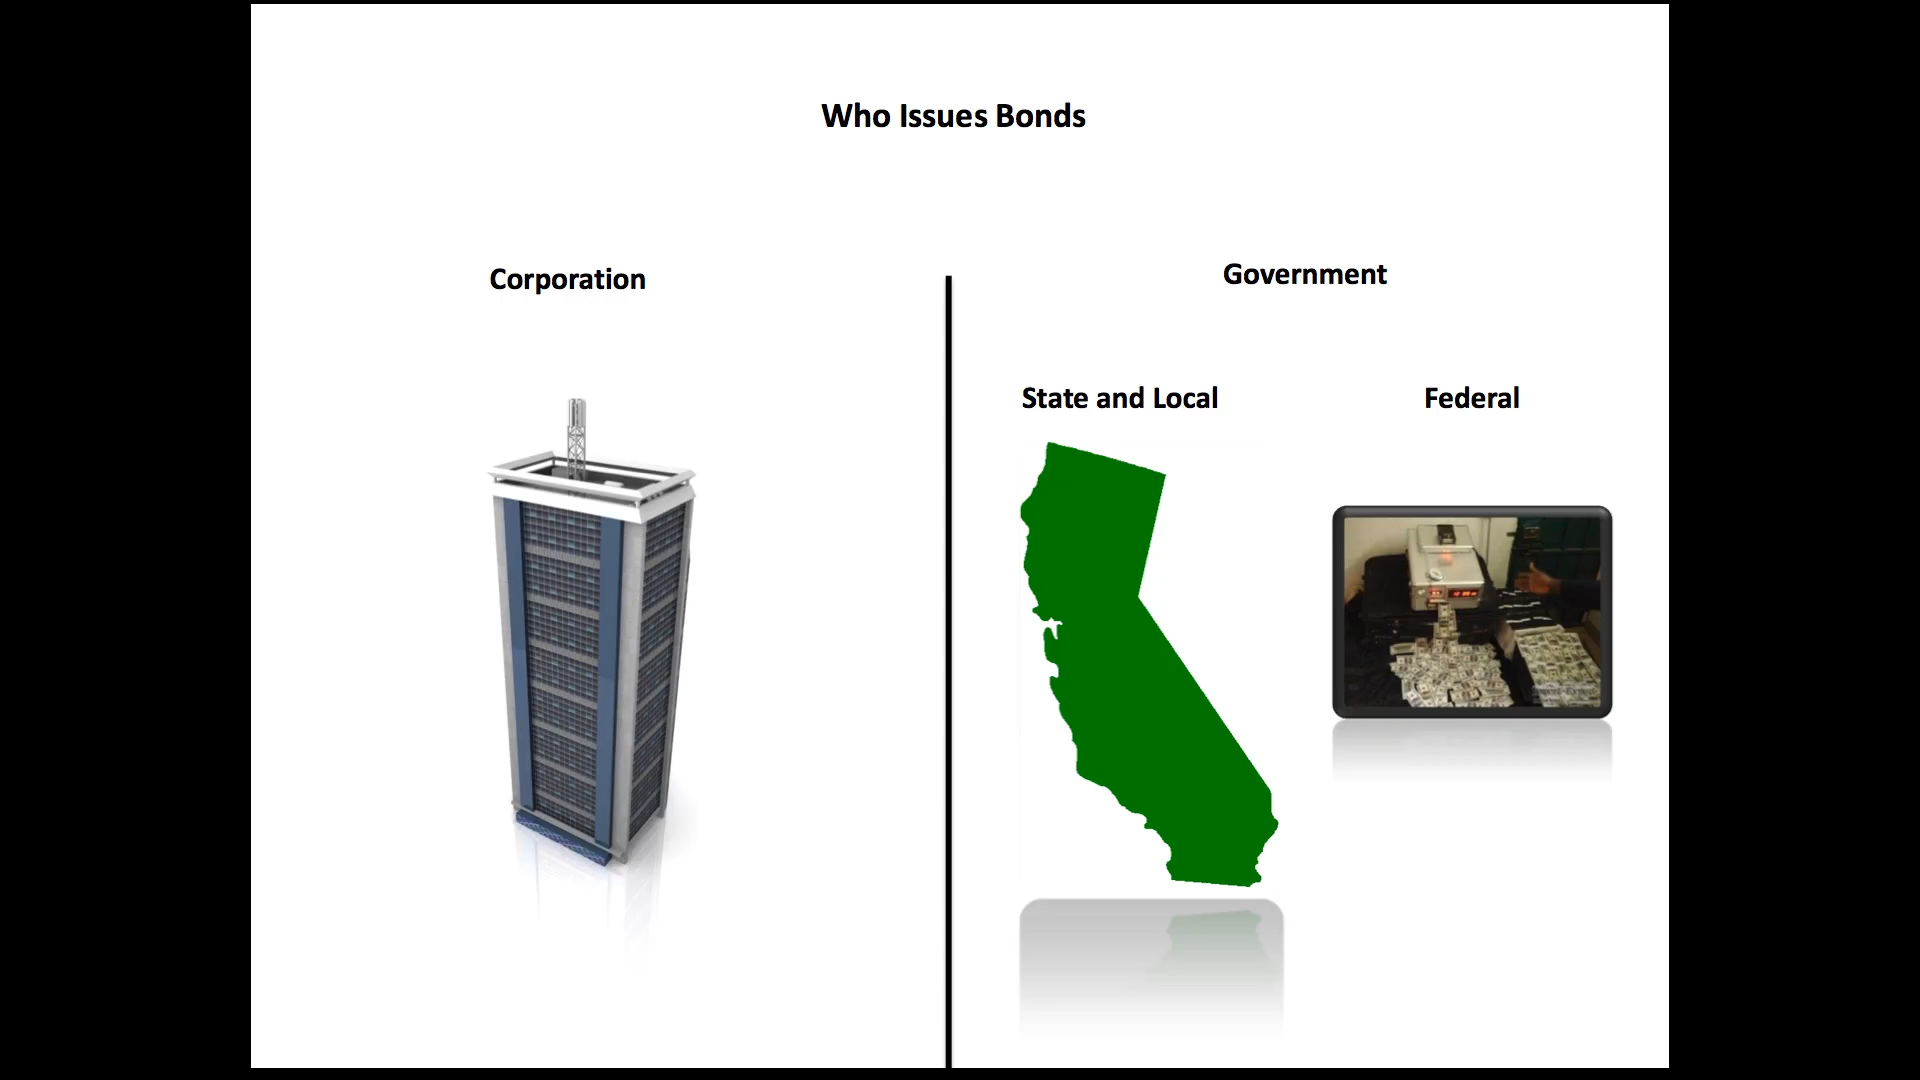 Who Issues Bonds
Corporation
Government
State and Local
Federal